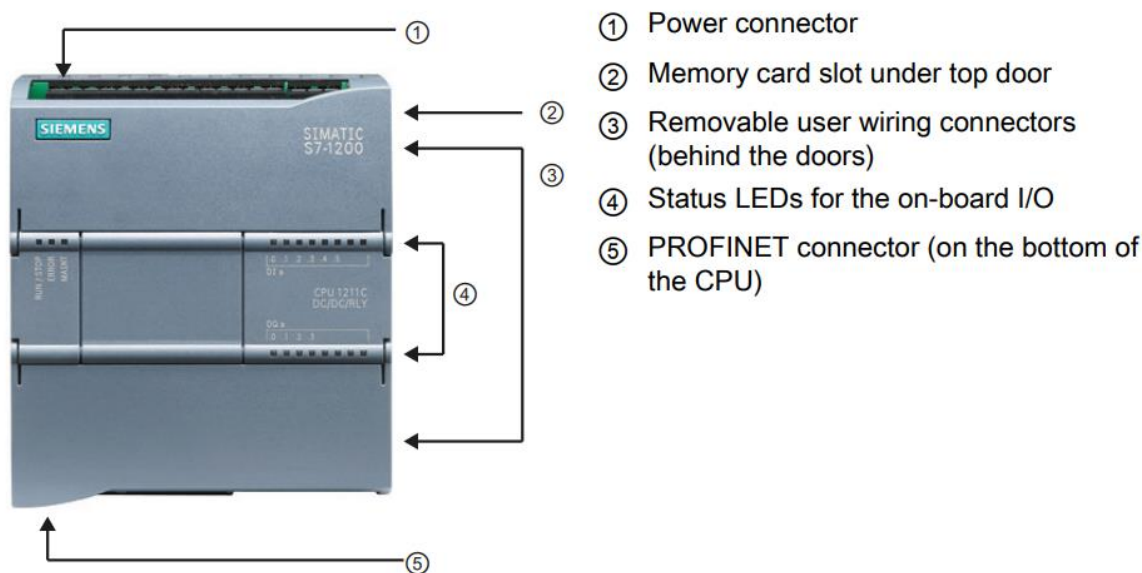 ①
SIEMENS
SIMATIC
S7-1200
②
③
RUN / STOP
ERROR
MAINT
0 1 2 3 4 5
DI a
CPU 1211C
DC/DC/RLY
④
DQ a
0 1 2 3
⑤
① Power connector
② Memory card slot under top door
③ Removable user wiring connectors
(behind the doors)
④ Status LEDs for the on-board I/O
⑤ PROFINET connector (on the bottom of
the CPU)